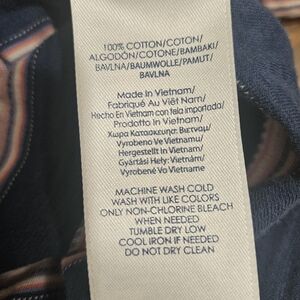 100% COTTON/COTON/
ALGODÓN/COTONE/BAMBAKI/
BAVLNA/BAUMWOLLE/PAMUT/
BAVLNA
Made In Vietnam/
Fabriqué Au Viêt Nam/
Hecho En Vietnam con tela importada/
Prodotto In Vietnam/
Χωρα Κατασκευησ: Βιετναμ/
Vyrobeno Ve Vietnamu/
Hergestellt in Vietnam/
Gyártási Hely: Vietnám/
Vyrobené Vo Vietname
MACHINE WASH COLD
WASH WITH LIKE COLORS
ONLY NON-CHLORINE BLEACH
WHEN NEEDED
TUMBLE DRY LOW
COOL IRON IF NEEDED
DO NOT DRY CLEAN